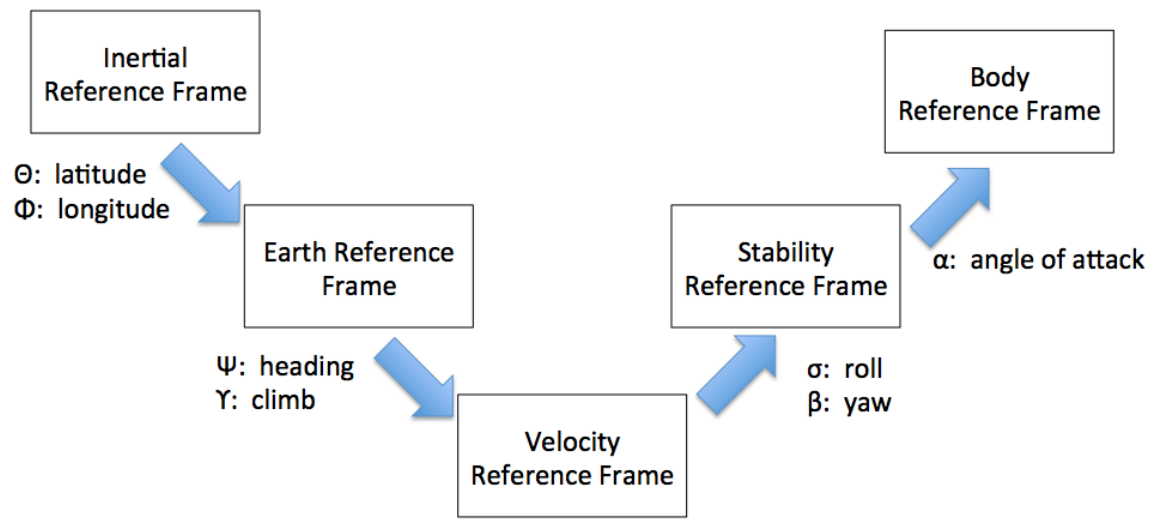 Inertial
Reference Frame
Θ: latitude
Φ: longitude
Earth Reference
Frame
Ψ: heading
ϒ: climb
Velocity
Reference Frame
σ: roll
β: yaw
Stability
Reference Frame
α: angle of attack
Body
Reference Frame